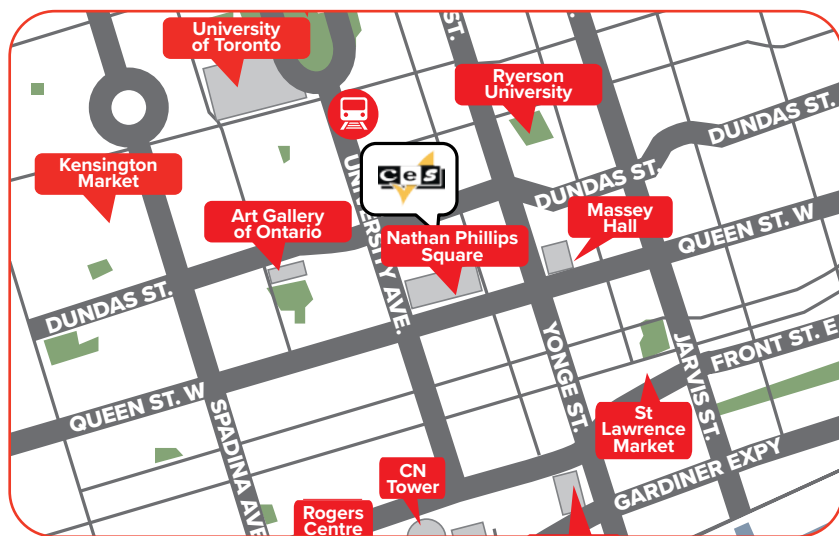 University
of Toronto
ST.
Ryerson
University
DUNDAS ST.
Kensington
Market
UNIVERSITY AVE.
CeS
DUNDAS ST.
Art Gallery
of Ontario
Massey
Hall
QUEEN ST. W
Nathan Phillips
Square
DUNDAS ST.
YONGE ST.
JARVIS ST.
FRONT ST. E
QUEEN ST. W
SPADINA AVE
St
Lawrence
Market
CN
Tower
GARDINER EXPY
Rogers
Centre